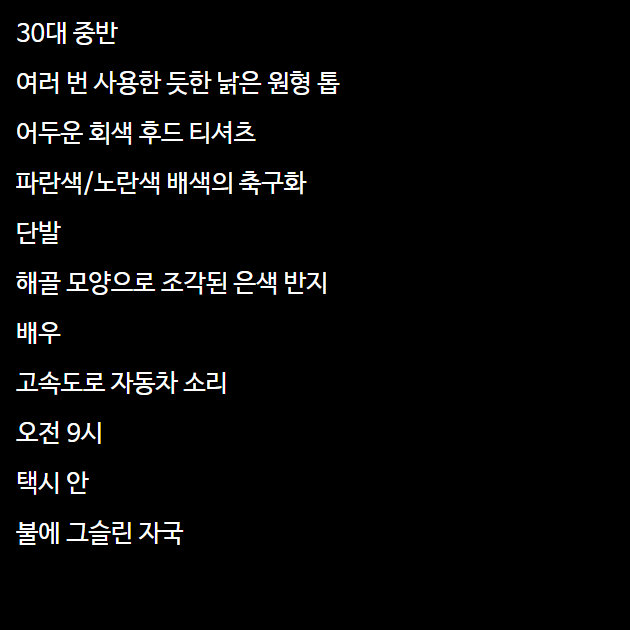 30대 중반
여러 번 사용한 듯한 낡은 원형 톱
어두운 회색 후드 티셔츠
파란색/노란색 배색의 축구화
단발
해골 모양으로 조각된 은색 반지
배우
고속도로 자동차 소리
오전 9시
택시 안
불에 그슬린 자국